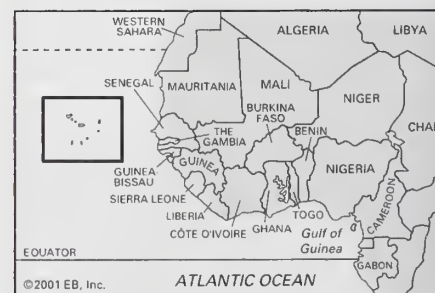 WESTERN
SAHARA
ALGERIA
LIBYA
MAURITANIA
MALI
NIGER
CHA
SENEGAL
BURKINA
FASO
THE
GAMBIA
BENIN
GUINEA
BISSAU
GUINEA
NIGERIA
SIERRA LEONE
CAMEROON
LIBERIA
CÔTE D'IVOIRE
GHANA
TOGO
Gulf of
Guinea
EQUATOR
GABON
©2001 EB, Inc.
ATLANTIC OCEAN